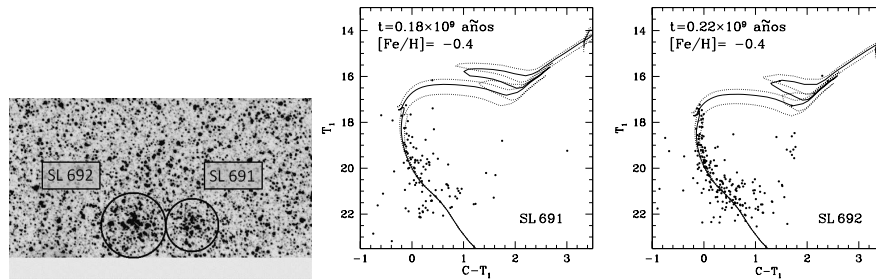 SL 692
SL 691
t=0.18×10⁹ años
[Fe/H]= −0.4
14
16
18
20
22
T₁
SL 691
−1 0 1 2 3
C−T₁
t=0.22×10⁹ años
[Fe/H]= −0.4
14
16
18
20
22
T₁
SL 692
−1 0 1 2 3
C−T₁